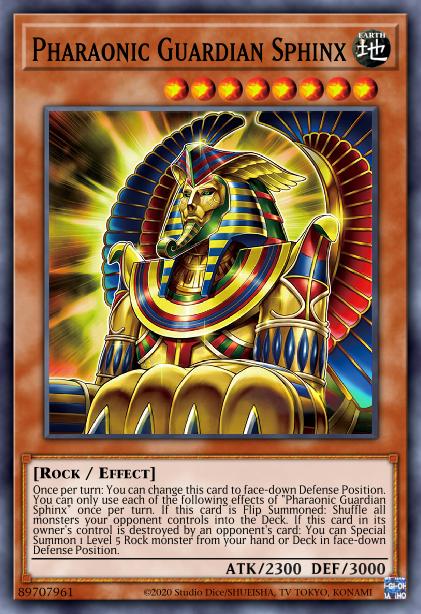 PHARAONIC GUARDIAN SPHINX
EARTH
地
[ROCK / EFFECT]
Once per turn: You can change this card to face-down Defense Position.
You can only use each of the following effects of "Pharaonic Guardian
Sphinx" once per turn. If this card is Flip Summoned: Shuffle all
monsters your opponent controls into the Deck. If this card in its
owner's control is destroyed by an opponent's card: You can Special
Summon 1 Level 5 Rock monster from your hand or Deck in face-down
Defense Position.
ATK/2300 DEF/3000
89707961 ©2020 Studio Dice/SHUEISHA, TV TOKYO, KONAMI